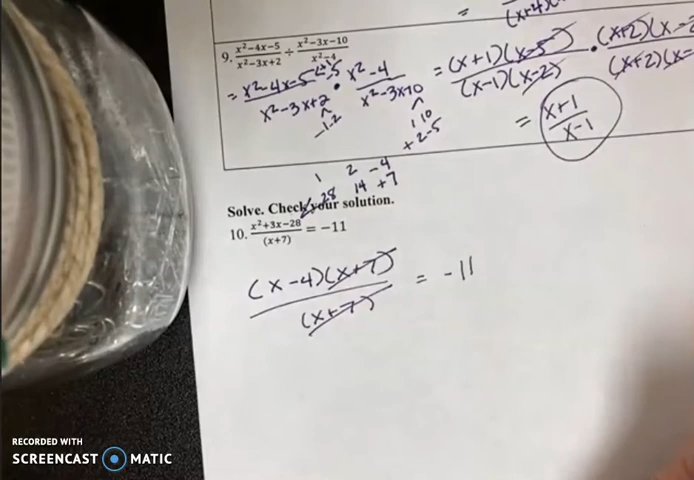 =
(x+4)(
9. x²−4x−5 / x²−3x+2 ÷ x²−3x−10 / x²−4
= x²-4x-5 / x²-3x+2 · x²-4 / x²-3x-10 = (x+1)(x-5) / (x-1)(x-2) · (x+2)(x- / (x+2)(x-
-1-2
1 10
+2-5
= x+1 / x-1
1 2 -4
28 14 +7
Solve. Check your solution.
10. x²+3x−28 / (x+7) = −11
(x-4)(x+7) / (x+7) = -11
RECORDED WITH
SCREENCAST MATIC